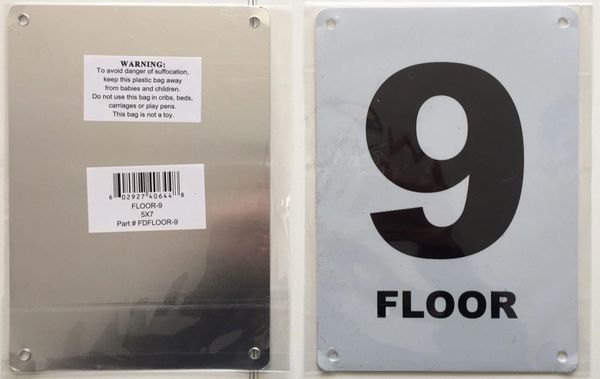 WARNING:
To avoid danger of suffocation,
keep this plastic bag away
from babies and children.
Do not use this bag in cribs, beds,
carriages or play pens.
This bag is not a toy.
6 02927 40644 8
FLOOR-9
5X7
Part # FDFLOOR-9
9
FLOOR